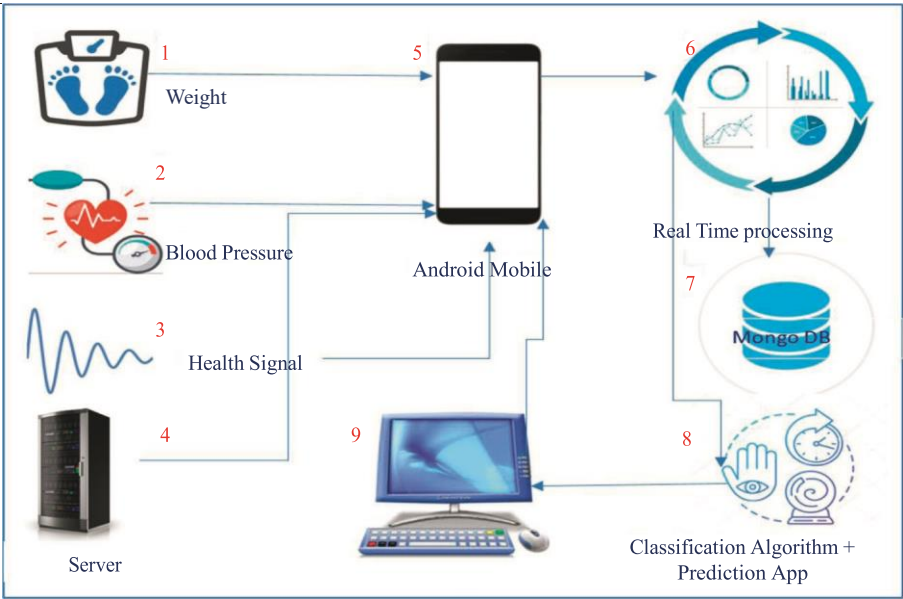 1
Weight
2
Blood Pressure
3
Health Signal
4
Server
5
Android Mobile
6
Real Time processing
7
Mongo DB
8
Classification Algorithm +
Prediction App
9